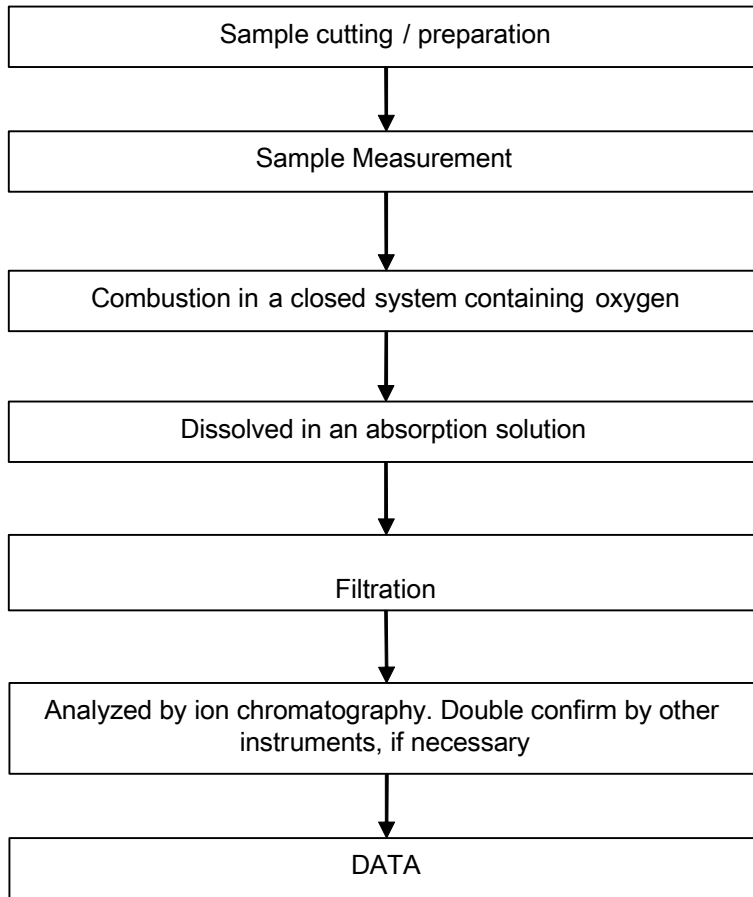 Sample cutting / preparation
Sample Measurement
Combustion in a closed system containing oxygen
Dissolved in an absorption solution
Filtration
Analyzed by ion chromatography. Double confirm by other
instruments, if necessary
DATA